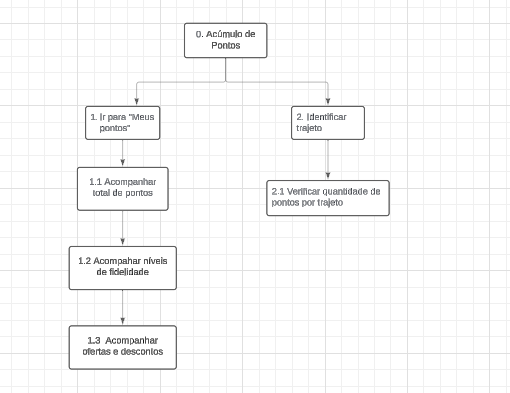 0. Acúmulo de
Pontos
1. Ir para "Meus
pontos"
2. Identificar
trajeto
1.1 Acompanhar
total de pontos
2.1 Verificar quantidade de
pontos por trajeto
1.2 Acompahar níveis
de fidelidade
1.3 Acompanhar
ofertas e descontos